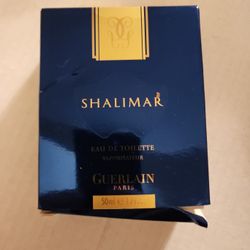 SHALIMAR
EAU DE TOILETTE
VAPORISATEUR
GUERLAIN
PARIS
50ml e